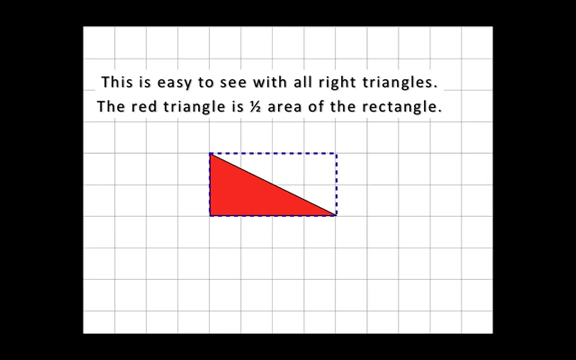 This is easy to see with all right triangles.
The red triangle is ½ area of the rectangle.